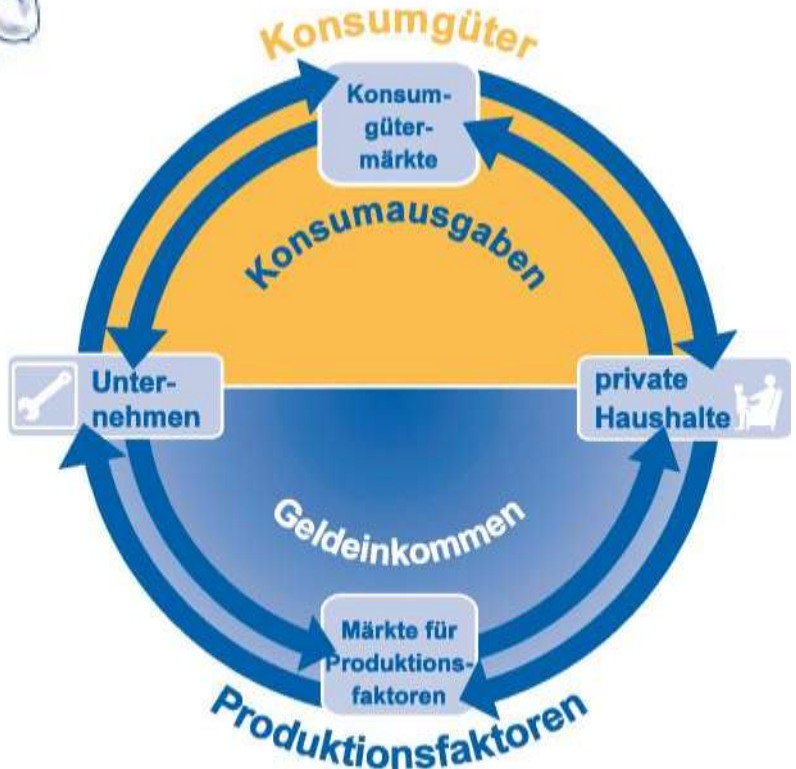 Konsumgüter
Konsum-
güter-
märkte
Konsumausgaben
Unter-
nehmen
private
Haushalte
Geldeinkommen
Märkte für
Produktions-
faktoren
Produktionsfaktoren